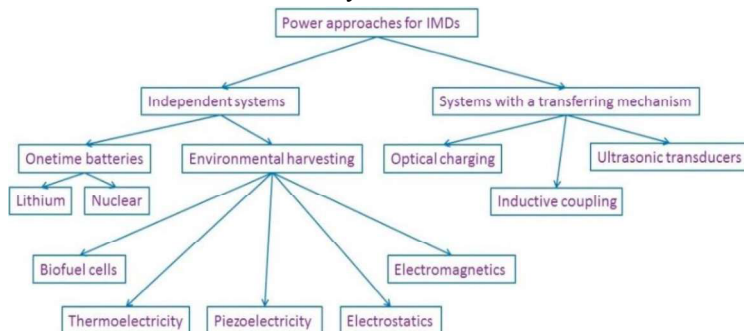 Power approaches for IMDs
Independent systems
Systems with a transferring mechanism
Onetime batteries
Environmental harvesting
Optical charging
Ultrasonic transducers
Lithium
Nuclear
Inductive coupling
Biofuel cells
Electromagnetics
Thermoelectricity
Piezoelectricity
Electrostatics